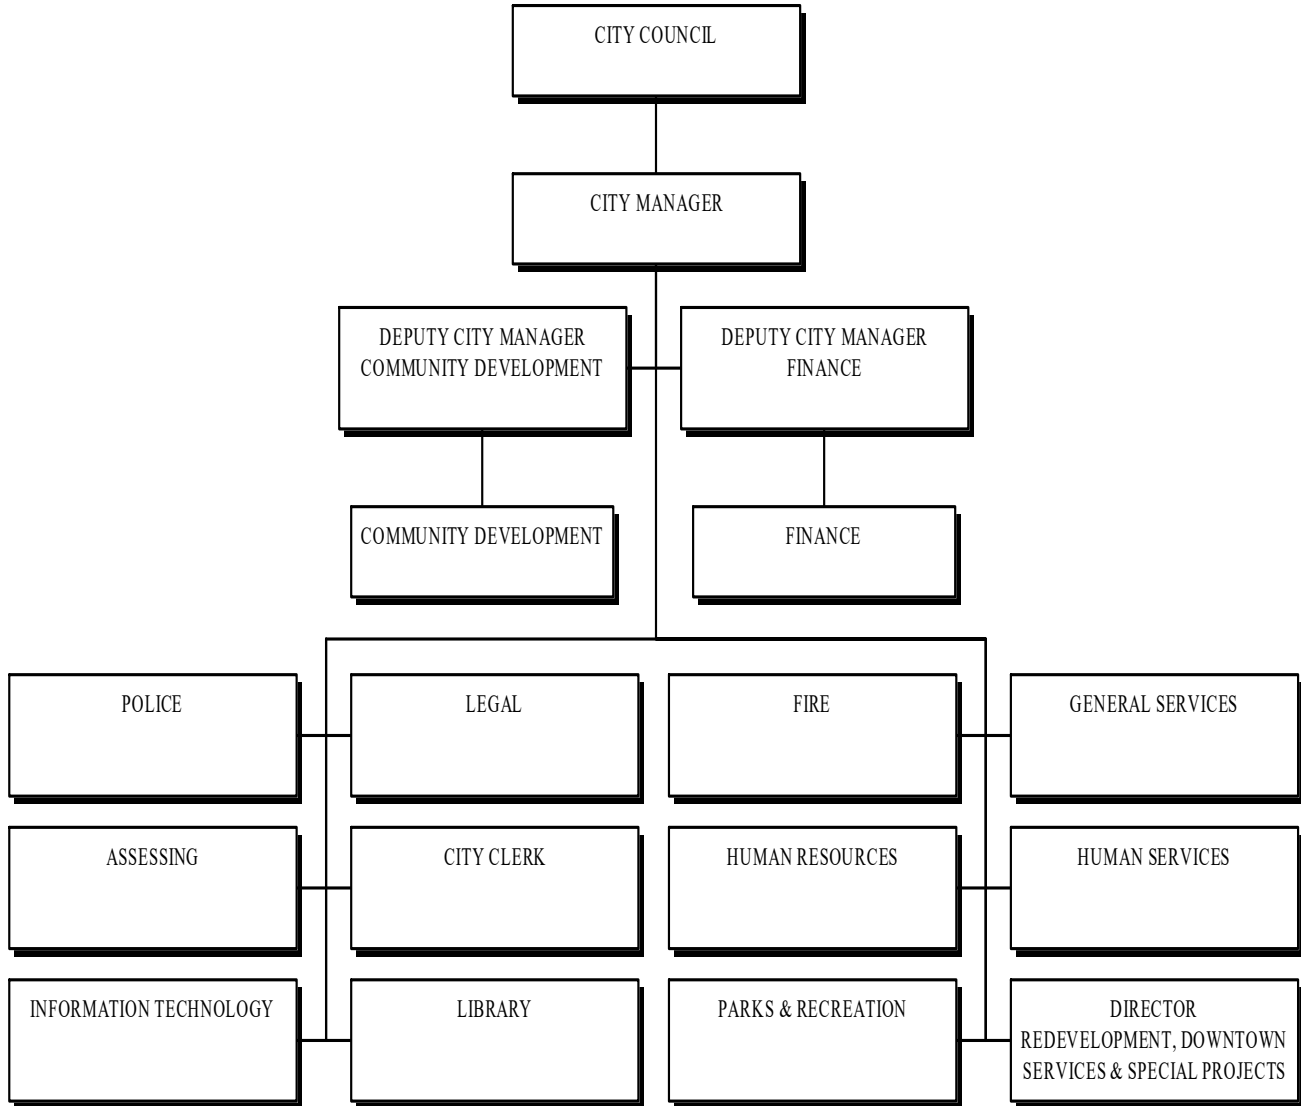 CITY COUNCIL
CITY MANAGER
DEPUTY CITY MANAGER
COMMUNITY DEVELOPMENT
DEPUTY CITY MANAGER
FINANCE
COMMUNITY DEVELOPMENT
FINANCE
POLICE
LEGAL
FIRE
GENERAL SERVICES
ASSESSING
CITY CLERK
HUMAN RESOURCES
HUMAN SERVICES
INFORMATION TECHNOLOGY
LIBRARY
PARKS & RECREATION
DIRECTOR
REDEVELOPMENT, DOWNTOWN
SERVICES & SPECIAL PROJECTS